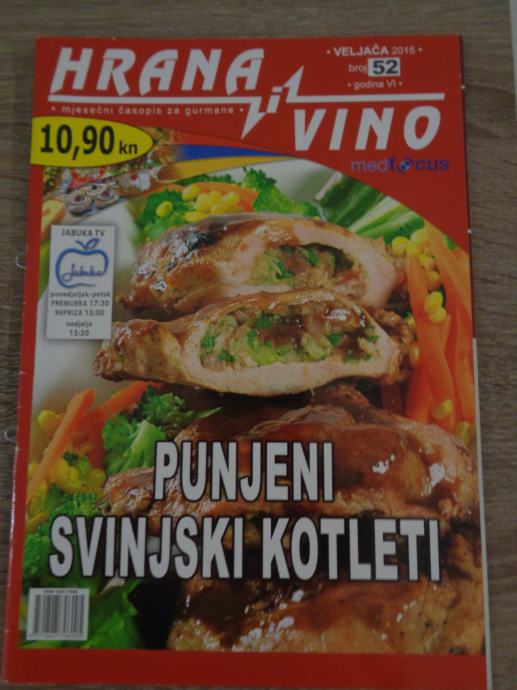 HRANA i VINO
• mjesečni časopis za gurmane •
• VELJAČA 2015 •
broj 52
• godina VI •
10,90 kn
medfocus
JABUKA TV
Jabuka
ponedjeljak-petak
PREMIJERA 17:30
REPRIZA 13:00
nedjelja
13:30
PUNJENI
SVINJSKI KOTLETI